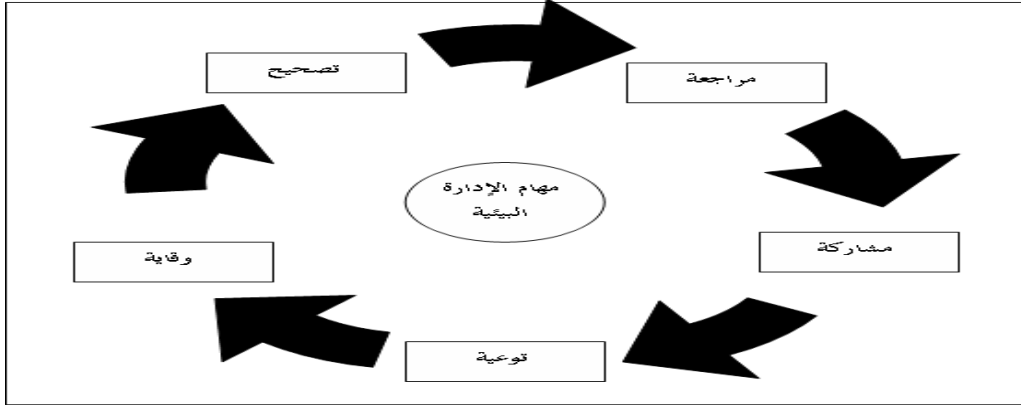 تصحيح
مراجعة
مهام الإدارة
البيئية
مشاركة
وقاية
توعية